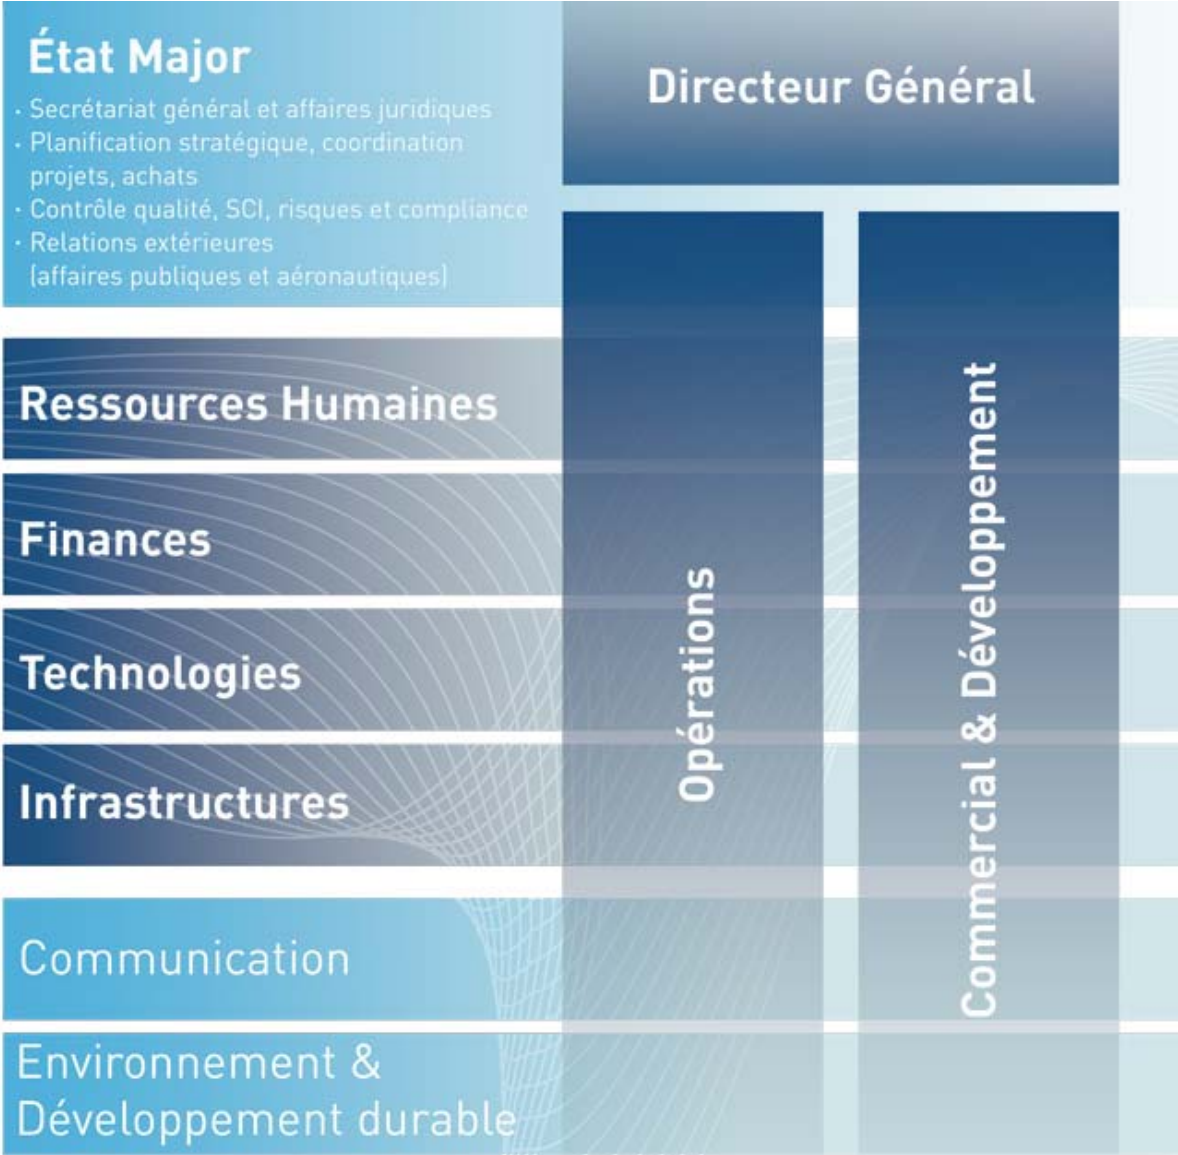 État Major
· Secrétariat général et affaires juridiques
· Planification stratégique, coordination
projets, achats
· Contrôle qualité, SCI, risques et compliance
· Relations extérieures
(affaires publiques et aéronautiques)
Directeur Général
Ressources Humaines
Finances
Technologies
Infrastructures
Communication
Environnement &
Développement durable
Opérations
Commercial & Développement